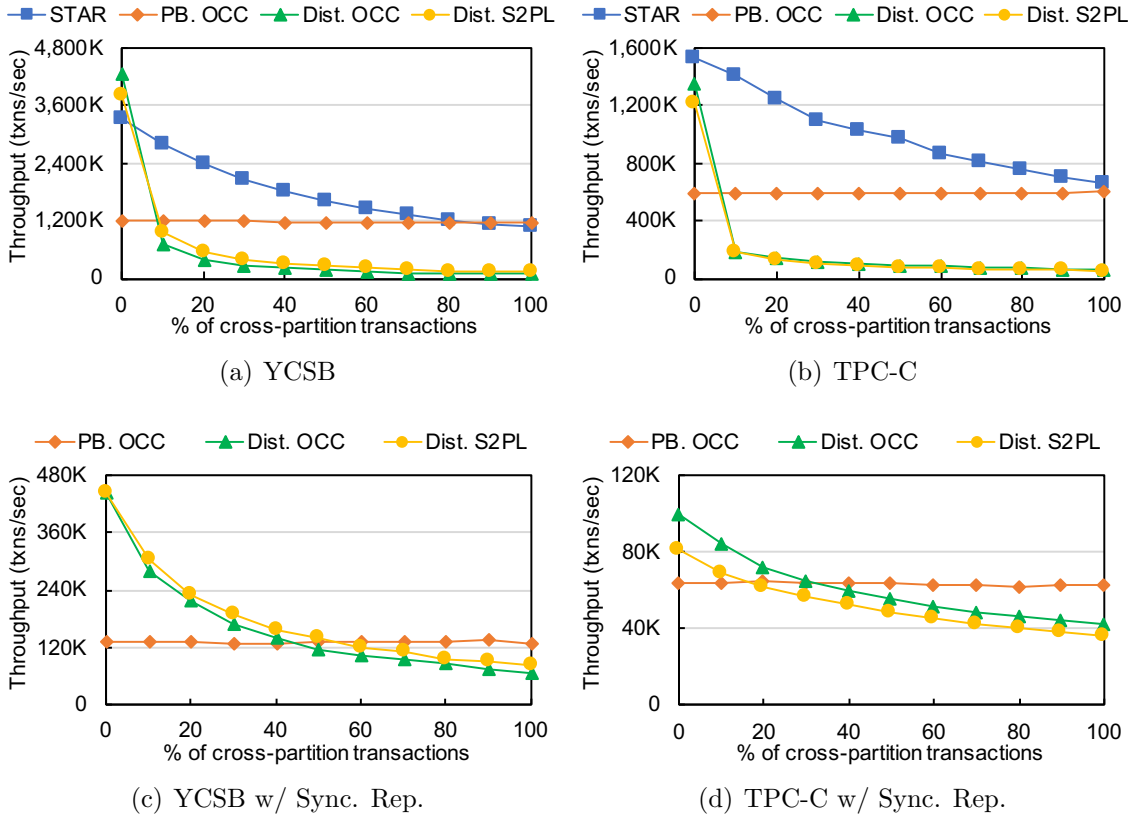 STAR PB. OCC Dist. OCC Dist. S2PL
Throughput (txns/sec)
4,800K
3,600K
2,400K
1,200K
0
0 20 40 60 80 100
% of cross-partition transactions
(a) YCSB
STAR PB. OCC Dist. OCC Dist. S2PL
Throughput (txns/sec)
1,600K
1,200K
800K
400K
0
0 20 40 60 80 100
% of cross-partition transactions
(b) TPC-C
PB. OCC Dist. OCC Dist. S2PL
Throughput (txns/sec)
480K
360K
240K
120K
0
0 20 40 60 80 100
% of cross-partition transactions
(c) YCSB w/ Sync. Rep.
PB. OCC Dist. OCC Dist. S2PL
Throughput (txns/sec)
120K
80K
40K
0
0 20 40 60 80 100
% of cross-partition transactions
(d) TPC-C w/ Sync. Rep.